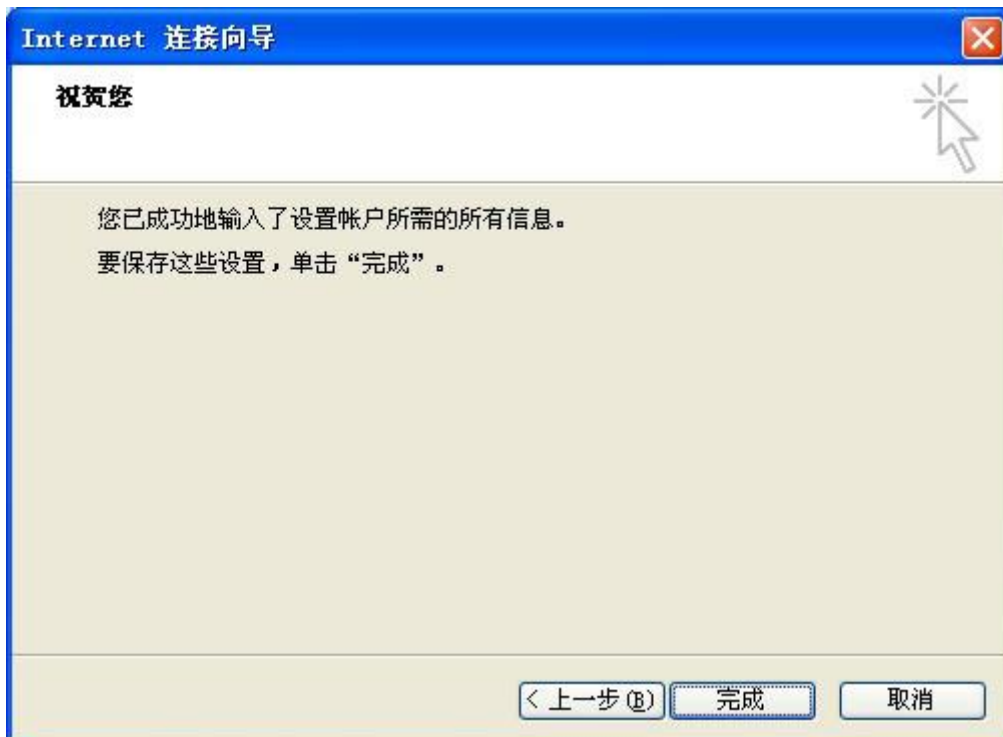 Internet 连接向导
祝贺您
您已成功地输入了设置帐户所需的所有信息。
要保存这些设置，单击“完成”。
< 上一步(B) 完成 取消